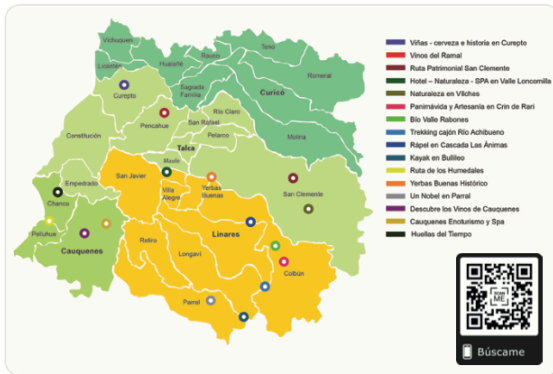 Vichuquen
Licantén
Hualañé
Rauco
Teno
Romeral
Curicó
Sagrada
Familia
Molina
Curepto
Constitución
Pencahue
Río Claro
San Rafael
Pelarco
Talca
Maule
Empedrado
Chanco
Pelluhue
Cauquenes
San Javier
Villa
Alegre
Yerbas
Buenas
San Clemente
Linares
Retiro
Longaví
Colbún
Parral
Viñas - cerveza e historia en Curepto
Vinos del Ramal
Ruta Patrimonial San Clemente
Hotel – Naturaleza - SPA en Valle Loncomilla
Naturaleza en Vilches
Panimávida y Artesania en Crin de Rari
Bío Valle Rabones
Trekking cajón Río Achibueno
Rápel en Cascada Las Ánimas
Kayak en Bullileo
Ruta de los Humedales
Yerbas Buenas Histórico
Un Nobel en Parral
Descubre los Vinos de Cauquenes
Cauquenes Enoturismo y Spa
Huellas del Tiempo
ME
Búscame